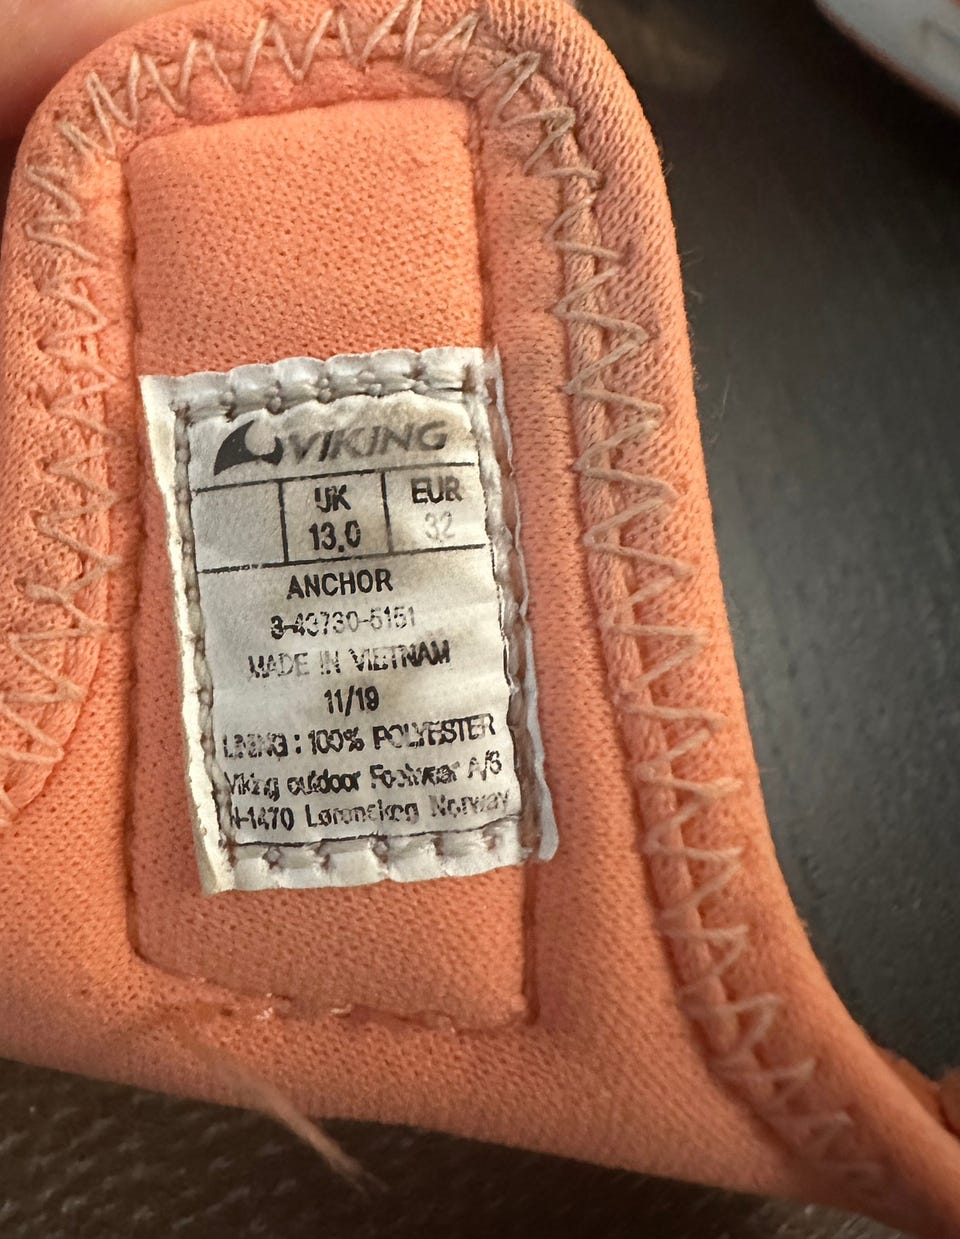 VIKING
UK EUR
13.0 32
ANCHOR
3-43730-5151
MADE IN VIETNAM
11/19
LINING : 100% POLYESTER
Viking outdoor Footwear A/S
N-1470 Lørenskog Norway